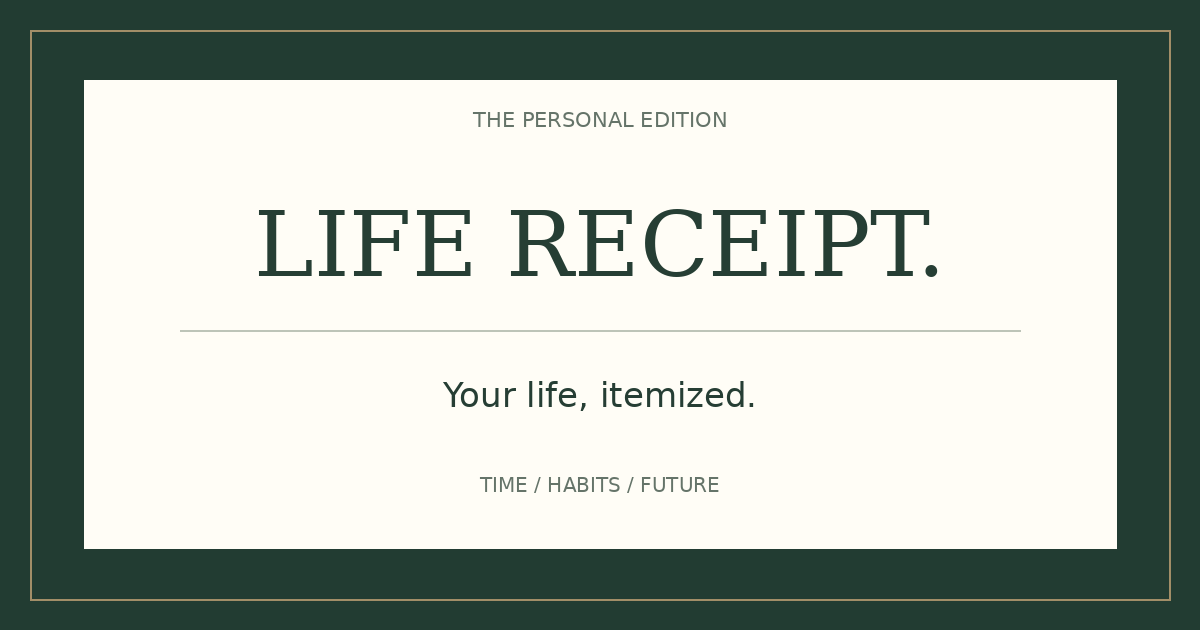 THE PERSONAL EDITION
LIFE RECEIPT.
Your life, itemized.
TIME / HABITS / FUTURE